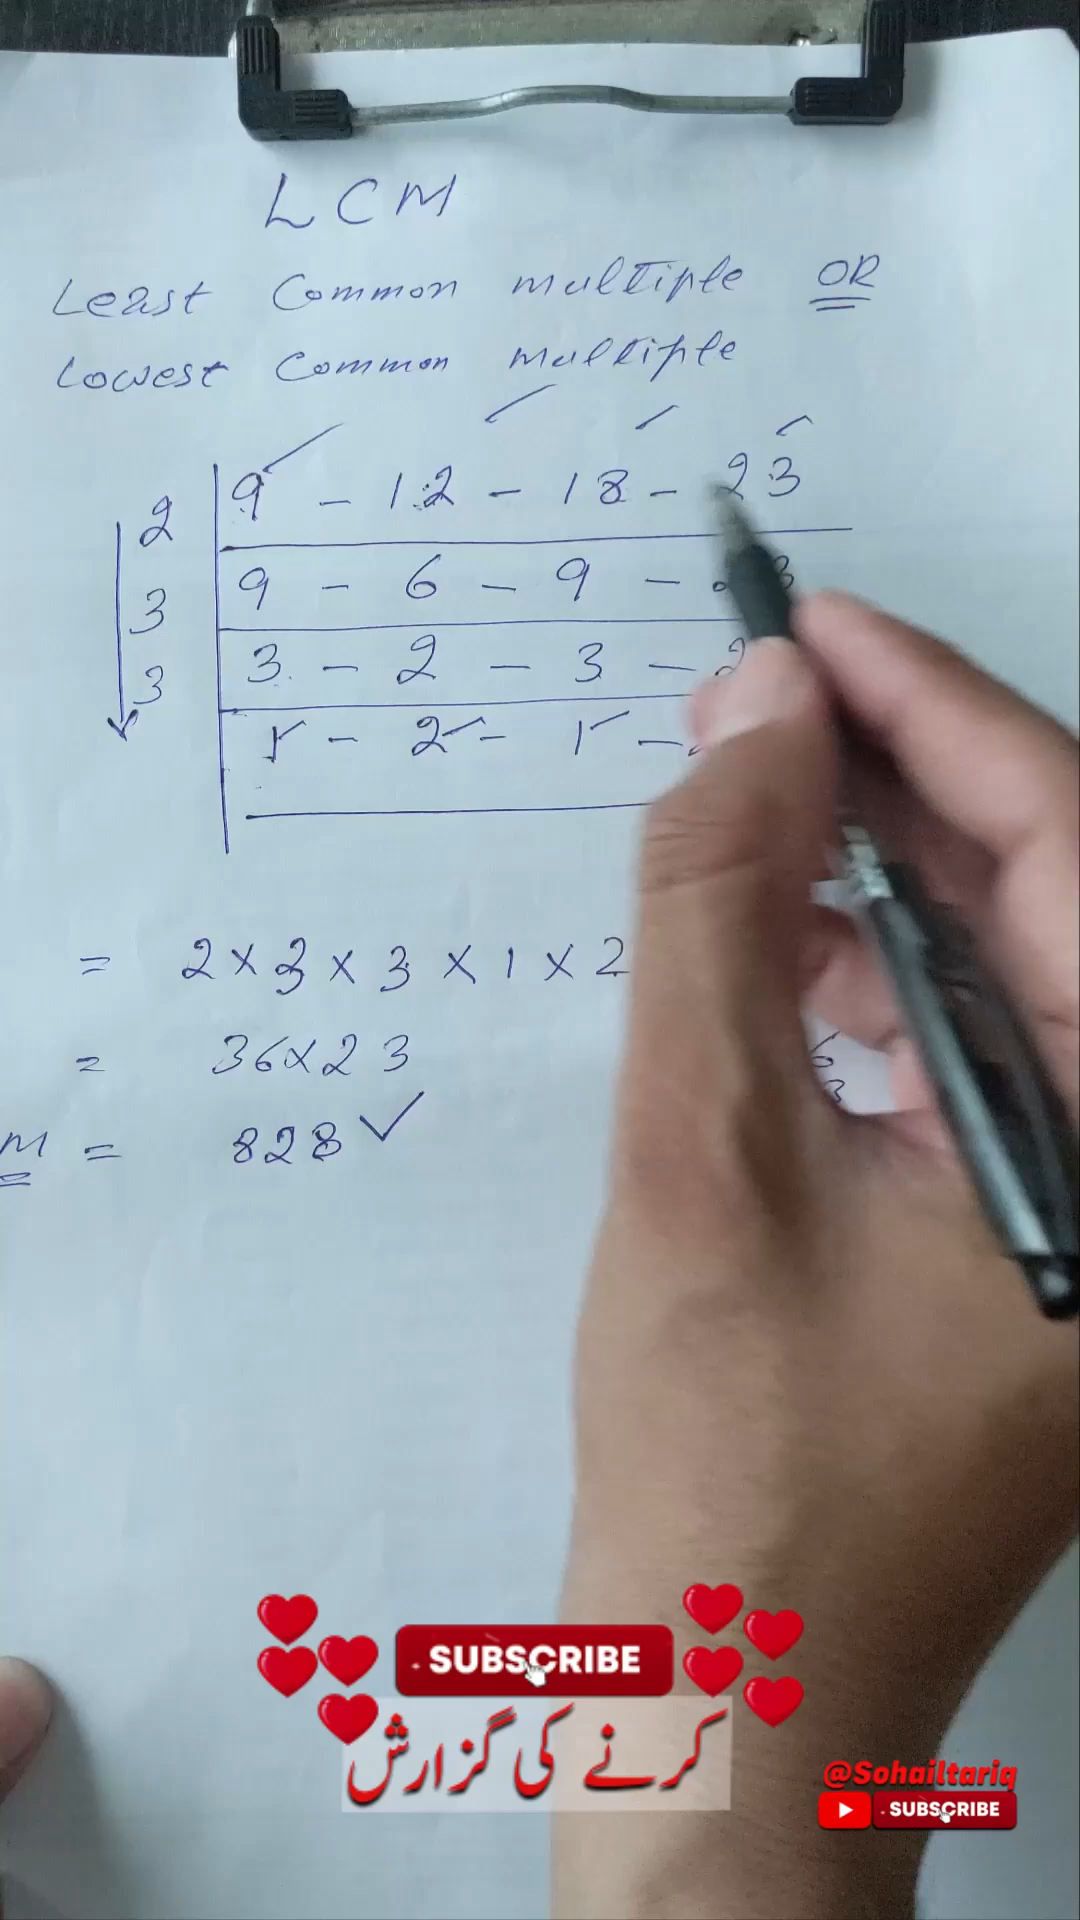 LCM
Least Common multiple OR
Lowest Common multiple
2 9 - 12 - 18 - 23
3 9 - 6 - 9 -
3 3 - 2 - 3 -
1 - 2 - 1 -
= 2 × 3 × 3 × 1 × 2
= 36×23
M = 828 ✓
SUBSCRIBE
کرنے کی گزارش
@Sohailtariq
SUBSCRIBE